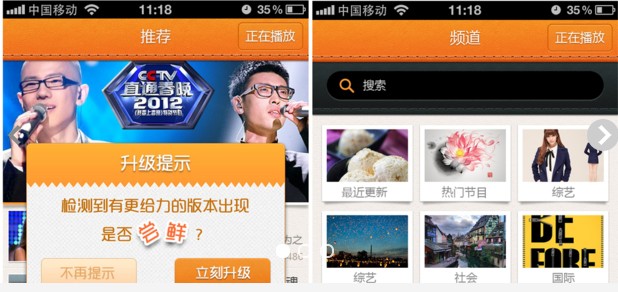 中国移动
11:18
35%
推荐
正在播放
CCTV
直通春晚
2012
升级提示
检测到有更给力的版本出现
是否尝鲜？
不再提示
立刻升级
中国移动
11:18
35%
频道
正在播放
搜索
最近更新
热门节目
综艺
综艺
社会
BE
FARE
国际